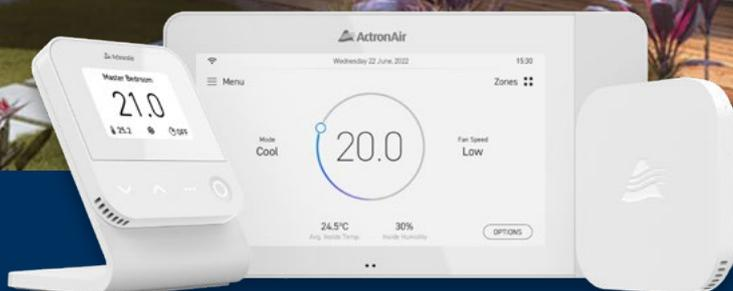 ActronAir
Wednesday 22 June, 2022
15:30
Menu
Zones
Mode
Cool
20.0
Fan Speed
Low
24.5°C
Avg. Inside Temp.
30%
Inside Humidity
OPTIONS
ActronAir
Master Bedroom
21.0
25.2
OFF